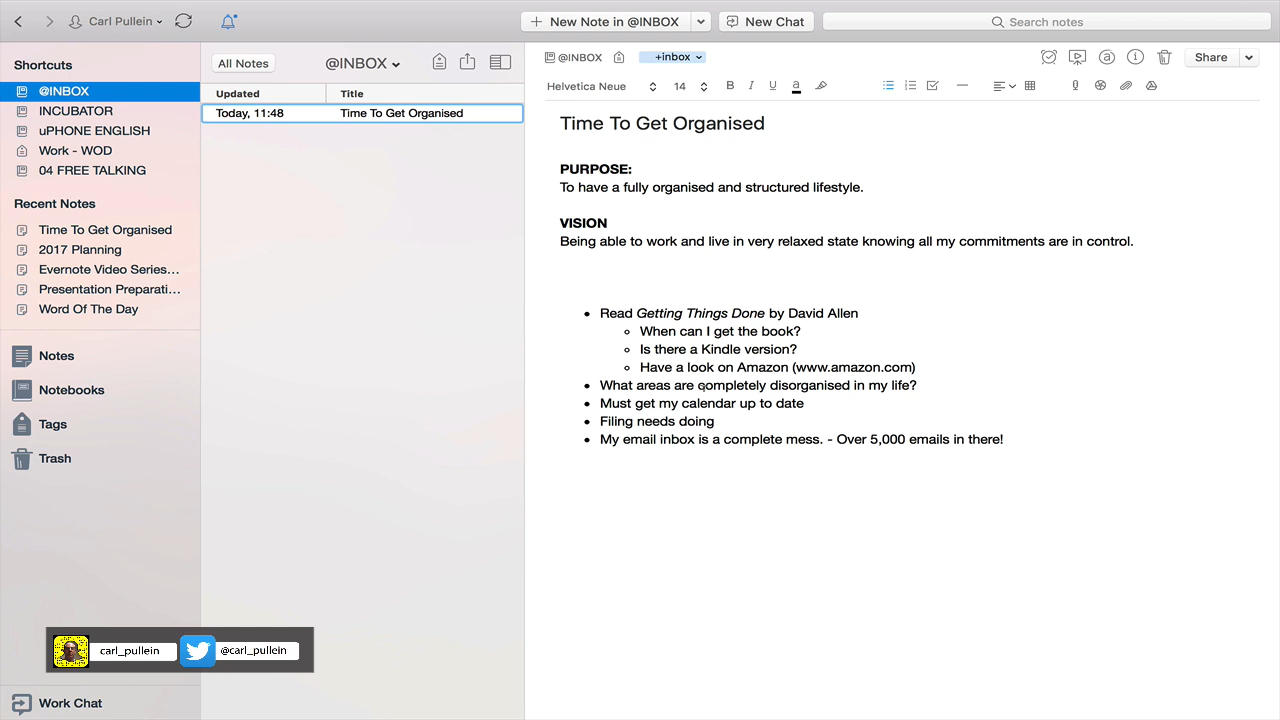 Carl Pullein
New Note in @INBOX
New Chat
Search notes
Shortcuts
@INBOX
INCUBATOR
uPHONE ENGLISH
Work - WOD
04 FREE TALKING
Recent Notes
Time To Get Organised
2017 Planning
Evernote Video Series...
Presentation Preparati...
Word Of The Day
Notes
Notebooks
Tags
Trash
carl_pullein
@carl_pullein
Work Chat
All Notes
@INBOX
Updated Title
Today, 11:48 Time To Get Organised
@INBOX
+inbox
Share
Helvetica Neue 14 B I U a
Time To Get Organised
PURPOSE:
To have a fully organised and structured lifestyle.
VISION
Being able to work and live in very relaxed state knowing all my commitments are in control.
• Read Getting Things Done by David Allen
◦ When can I get the book?
◦ Is there a Kindle version?
◦ Have a look on Amazon (www.amazon.com)
• What areas are completely disorganised in my life?
• Must get my calendar up to date
• Filing needs doing
• My email inbox is a complete mess. - Over 5,000 emails in there!